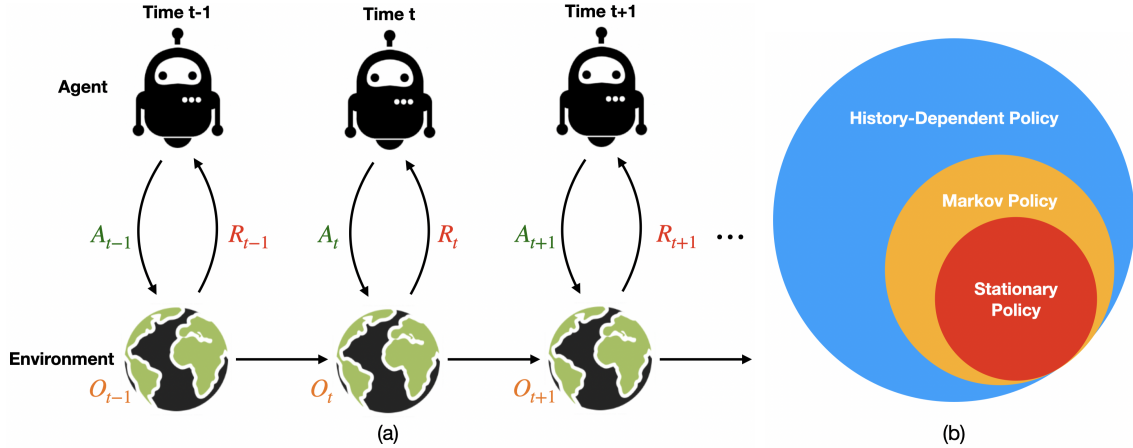 Time t-1
Time t
Time t+1
Agent
A_{t-1}
R_{t-1}
A_t
R_t
A_{t+1}
R_{t+1}
...
Environment
O_{t-1}
O_t
O_{t+1}
(a)
History-Dependent Policy
Markov Policy
Stationary
Policy
(b)